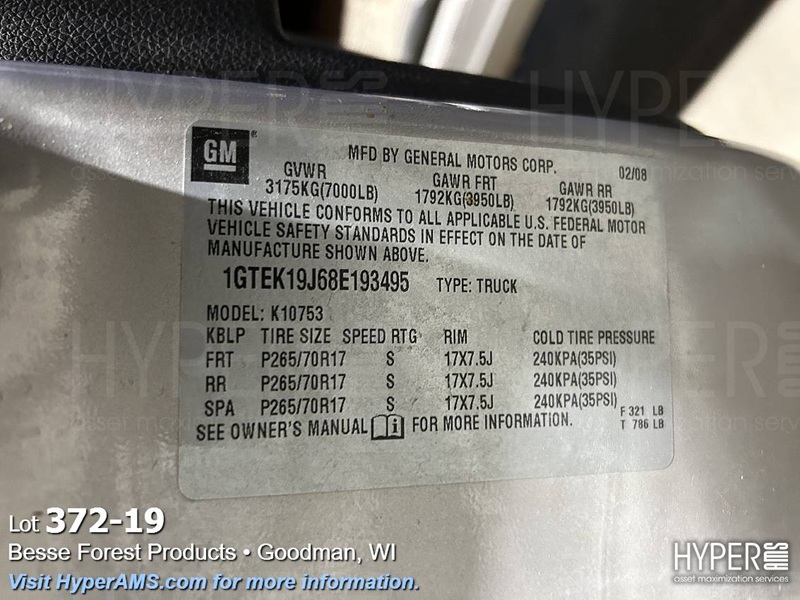 GM®
MFD BY GENERAL MOTORS CORP. 02/08
GVWR GAWR FRT GAWR RR
3175KG(7000LB) 1792KG(3950LB) 1792KG(3950LB)
THIS VEHICLE CONFORMS TO ALL APPLICABLE U.S. FEDERAL MOTOR
VEHICLE SAFETY STANDARDS IN EFFECT ON THE DATE OF
MANUFACTURE SHOWN ABOVE.
1GTEK19J68E193495 TYPE: TRUCK
MODEL: K10753
KBLP TIRE SIZE SPEED RTG RIM COLD TIRE PRESSURE
FRT P265/70R17 S 17X7.5J 240KPA(35PSI)
RR P265/70R17 S 17X7.5J 240KPA(35PSI)
SPA P265/70R17 S 17X7.5J 240KPA(35PSI)
F 321 LB
SEE OWNER'S MANUAL i FOR MORE INFORMATION. T 786 LB
Lot 372-19
Besse Forest Products • Goodman, WI
Visit HyperAMS.com for more information.
HYPER AMS
asset maximization services